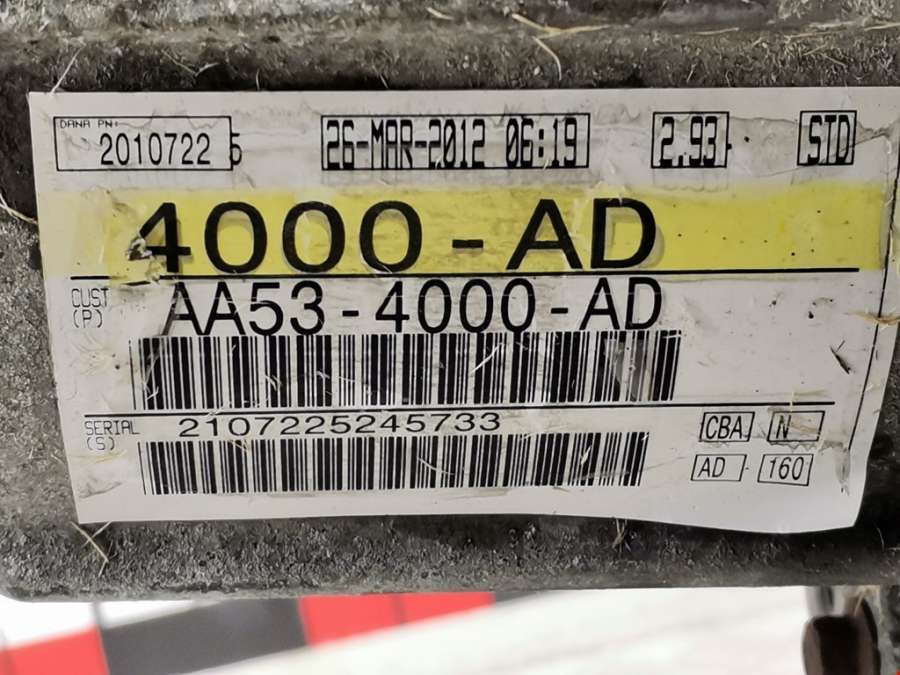 DANA PN:
2010722 5 26-MAR-2012 06:19 2.93 STD
4000-AD
CUST (P) AA53-4000-AD
SERIAL (S) 2107225245733
CBA N
AD 160